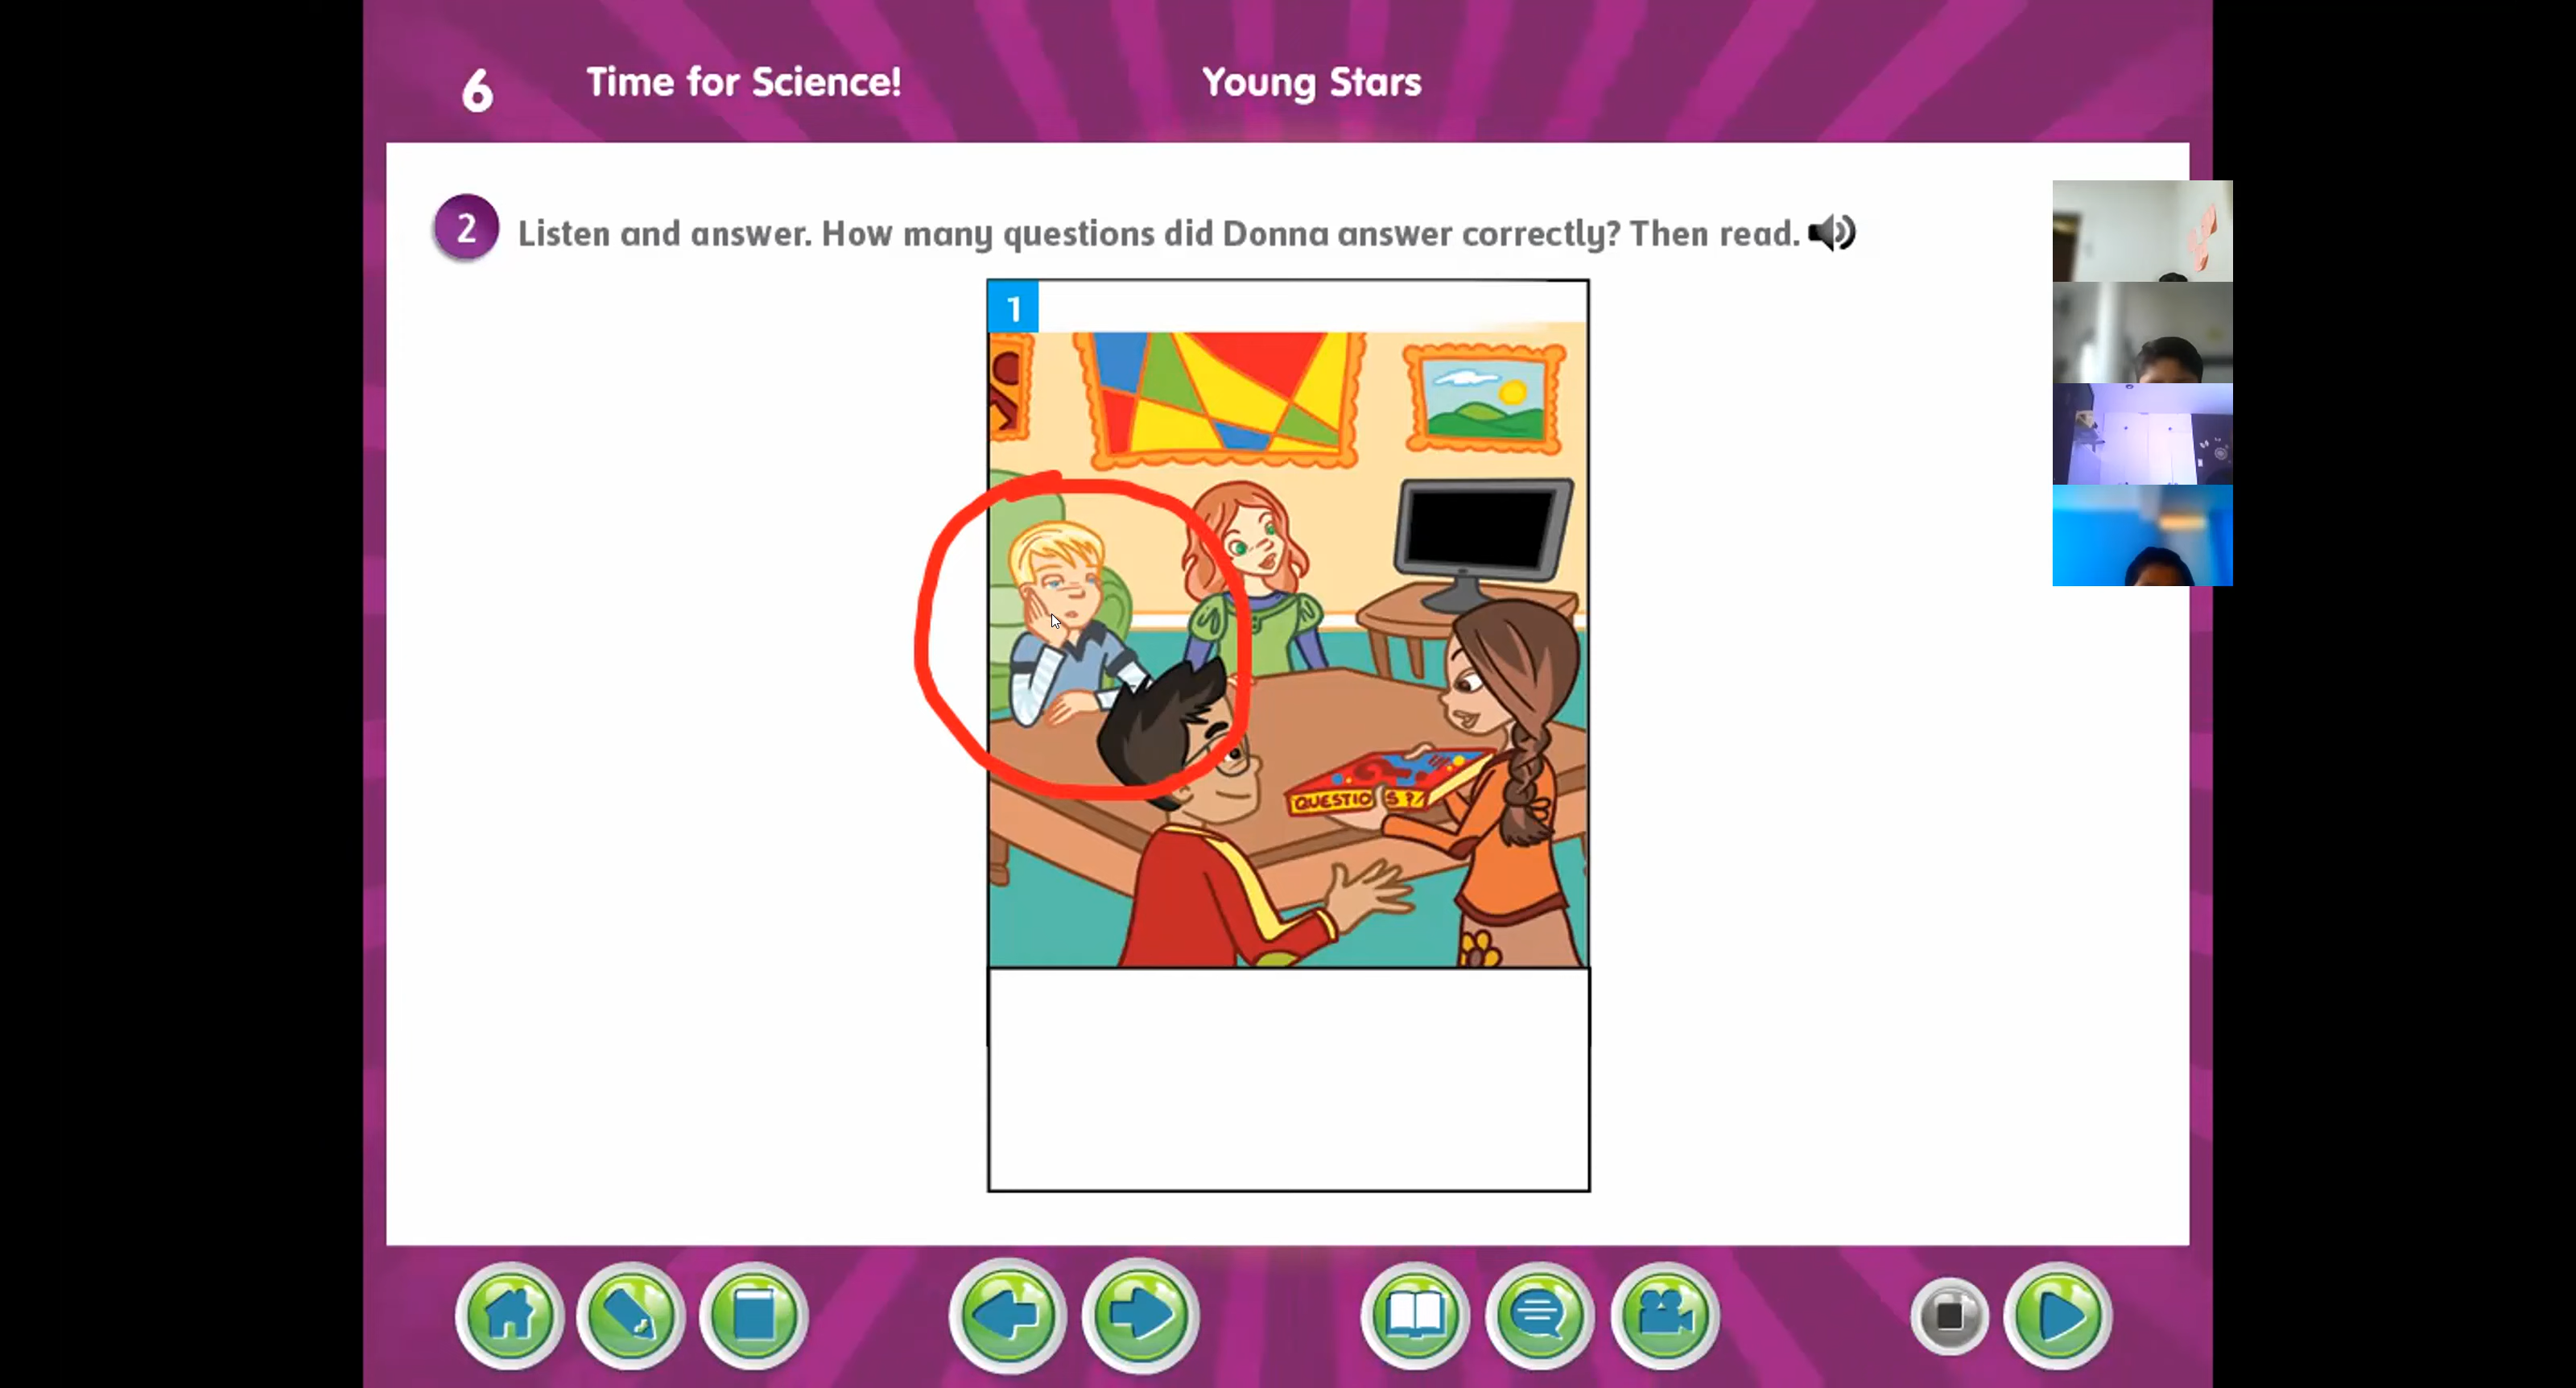 6 Time for Science! Young Stars
2 Listen and answer. How many questions did Donna answer correctly? Then read.
1
QUESTIO S ?